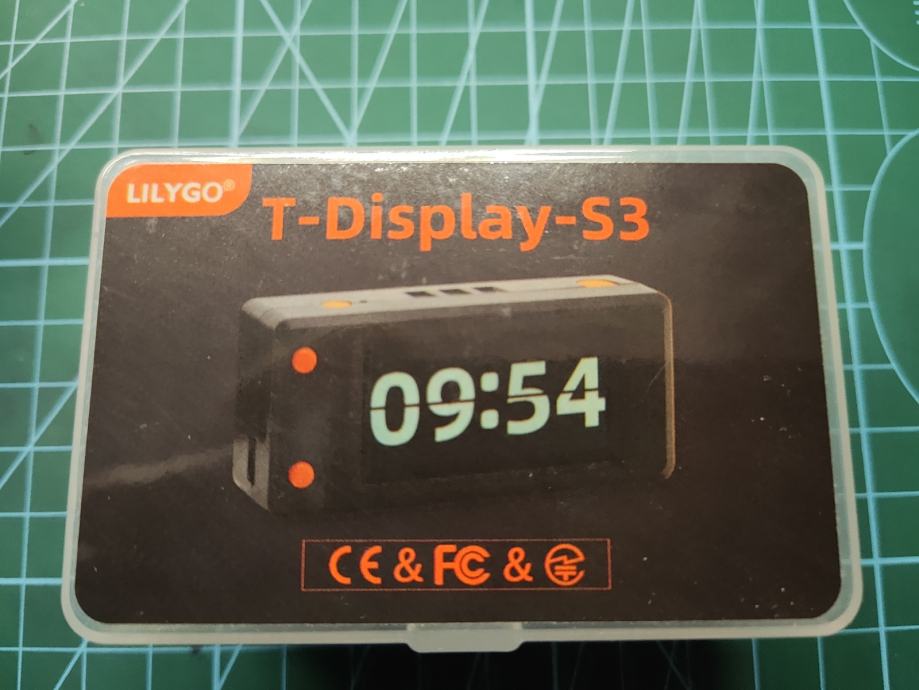 LILYGO®
T-Display-S3
09:54
CE & FC &